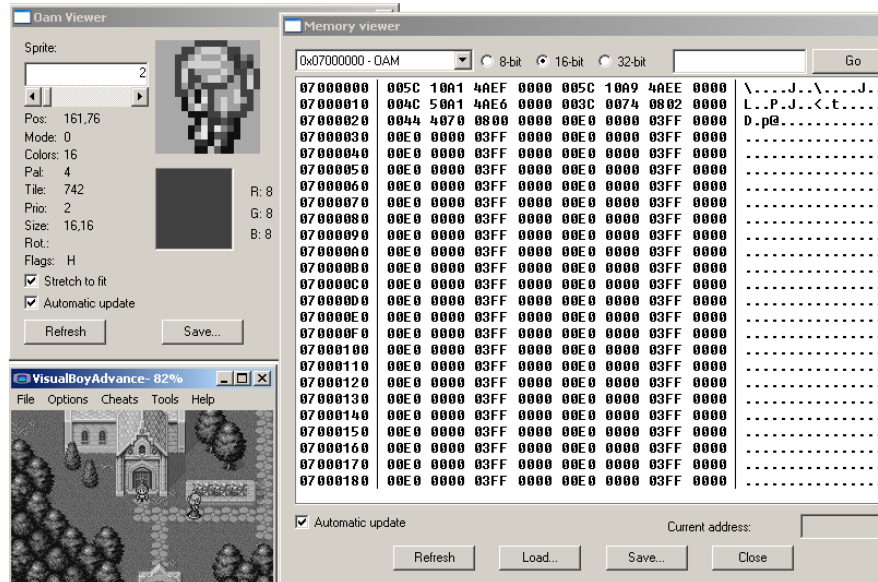 Oam Viewer
Sprite:
2
Pos: 161,76
Mode: 0
Colors: 16
Pal: 4
Tile: 742
Prio: 2
Size: 16,16
Rot.:
Flags: H
Stretch to fit
Automatic update
Refresh Save...
R: 8
G: 8
B: 8
VisualBoyAdvance- 82%
File Options Cheats Tools Help
Memory viewer
0x07000000 - OAM 8-bit 16-bit 32-bit Go
07000000 005C 10A1 4AEF 0000 005C 10A9 4AEE 0000 \....J..\....J.
07000010 004C 50A1 4AE6 0000 003C 0074 0802 0000 L..P.J..<.t....
07000020 0044 4070 0800 0000 00E0 0000 03FF 0000 D.p@...........
07000030 00E0 0000 03FF 0000 00E0 0000 03FF 0000 ...............
07000040 00E0 0000 03FF 0000 00E0 0000 03FF 0000 ...............
07000050 00E0 0000 03FF 0000 00E0 0000 03FF 0000 ...............
07000060 00E0 0000 03FF 0000 00E0 0000 03FF 0000 ...............
07000070 00E0 0000 03FF 0000 00E0 0000 03FF 0000 ...............
07000080 00E0 0000 03FF 0000 00E0 0000 03FF 0000 ...............
07000090 00E0 0000 03FF 0000 00E0 0000 03FF 0000 ...............
070000A0 00E0 0000 03FF 0000 00E0 0000 03FF 0000 ...............
070000B0 00E0 0000 03FF 0000 00E0 0000 03FF 0000 ...............
070000C0 00E0 0000 03FF 0000 00E0 0000 03FF 0000 ...............
070000D0 00E0 0000 03FF 0000 00E0 0000 03FF 0000 ...............
070000E0 00E0 0000 03FF 0000 00E0 0000 03FF 0000 ...............
070000F0 00E0 0000 03FF 0000 00E0 0000 03FF 0000 ...............
07000100 00E0 0000 03FF 0000 00E0 0000 03FF 0000 ...............
07000110 00E0 0000 03FF 0000 00E0 0000 03FF 0000 ...............
07000120 00E0 0000 03FF 0000 00E0 0000 03FF 0000 ...............
07000130 00E0 0000 03FF 0000 00E0 0000 03FF 0000 ...............
07000140 00E0 0000 03FF 0000 00E0 0000 03FF 0000 ...............
07000150 00E0 0000 03FF 0000 00E0 0000 03FF 0000 ...............
07000160 00E0 0000 03FF 0000 00E0 0000 03FF 0000 ...............
07000170 00E0 0000 03FF 0000 00E0 0000 03FF 0000 ...............
07000180 00E0 0000 03FF 0000 00E0 0000 03FF 0000 ...............
Automatic update Current address:
Refresh Load... Save... Close